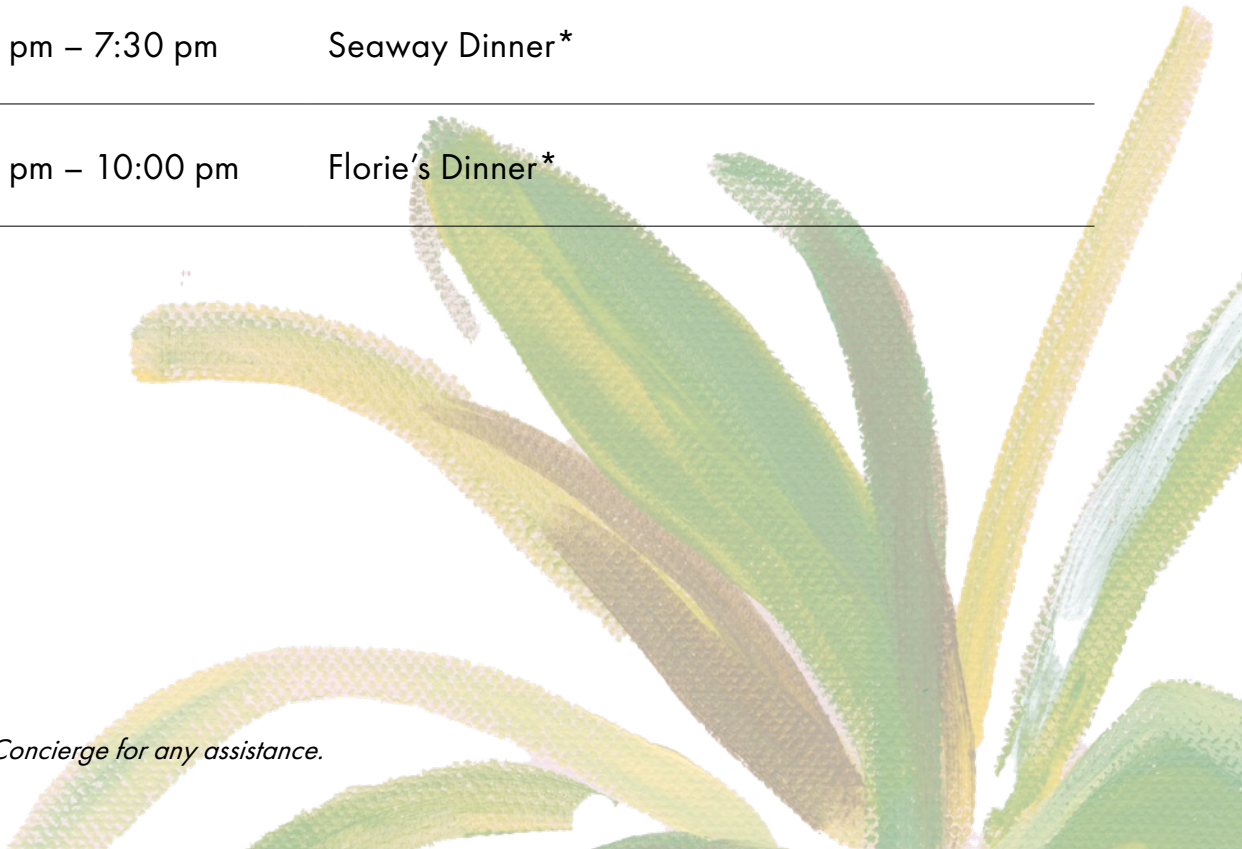 pm – 7:30 pm Seaway Dinner*
pm – 10:00 pm Florie’s Dinner*
Concierge for any assistance.